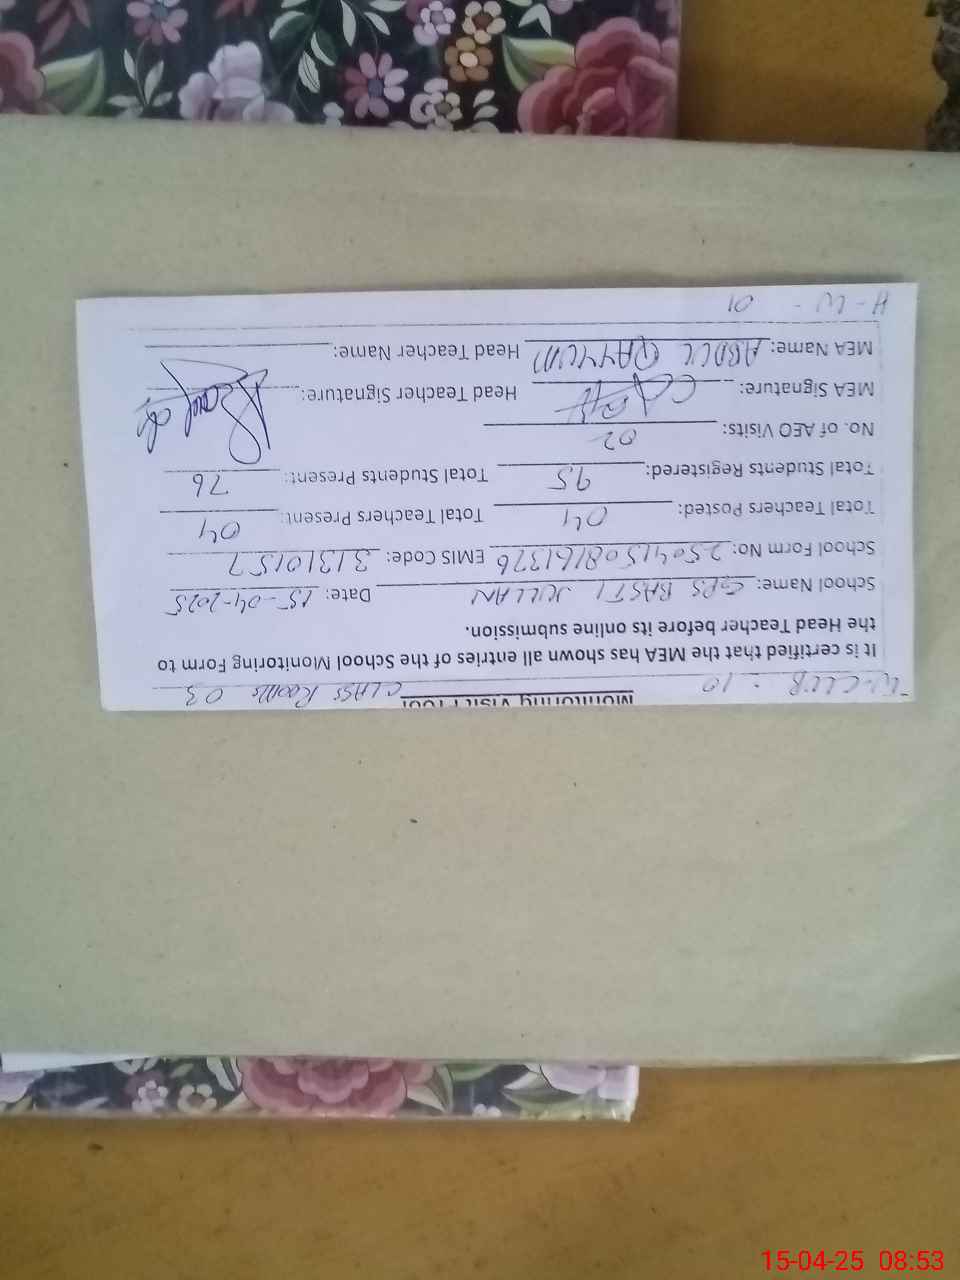 W-CLUB : 10 Monitoring Visit Proof CLASS ROOMS 03
It is certified that the MEA has shown all entries of the School Monitoring Form to
the Head Teacher before its online submission.
School Name: GPS BASTI JULLAN Date: 15-04-2025
School Form No: 2504150816137b EMIS Code: 31310157
Total Teachers Posted: 04 Total Teachers Present: 04
Total Students Registered: 95 Total Students Present: 76
No. of AEO Visits: 02
MEA Signature: Head Teacher Signature:
MEA Name: ABDUL QAYYUM Head Teacher Name:
H-W - 01
15-04-25 08:53